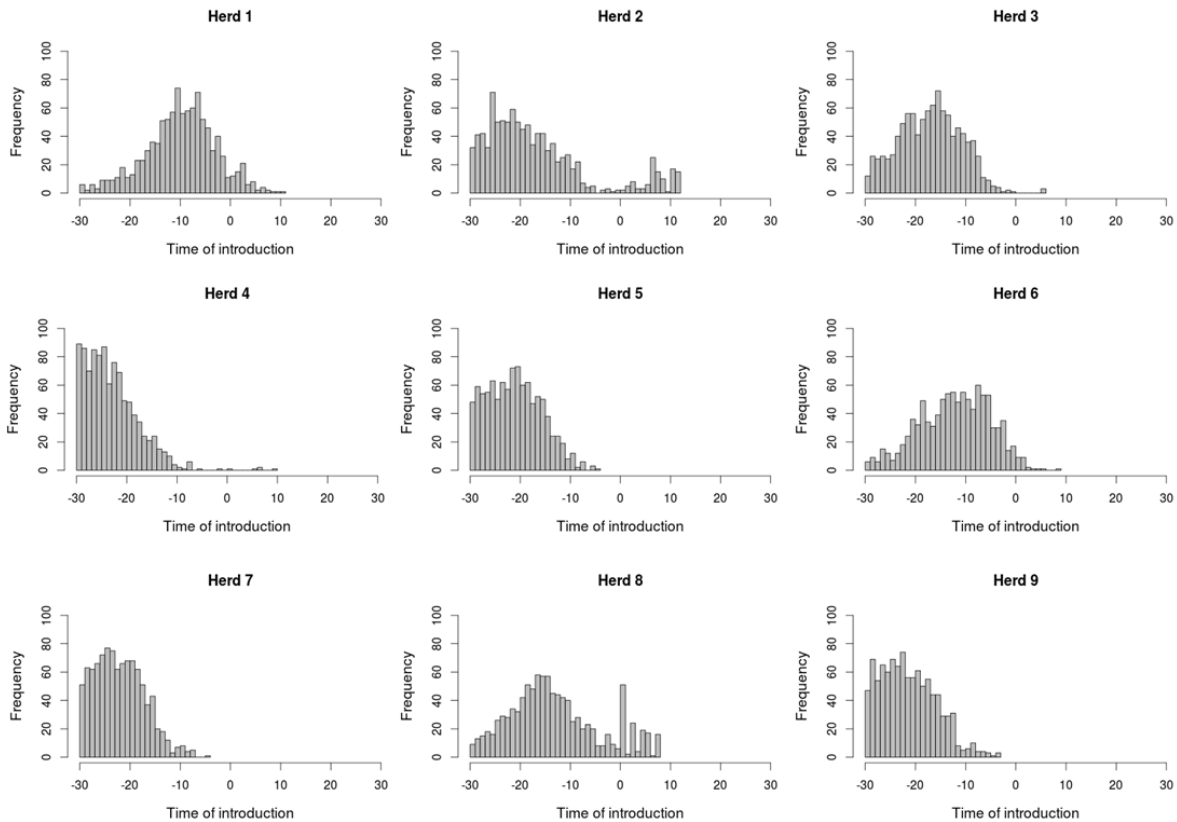 Herd 1 Herd 2 Herd 3
Frequency 0 20 40 60 80 100 Frequency 0 20 40 60 80 100 Frequency 0 20 40 60 80 100
-30 -20 -10 0 10 20 30 -30 -20 -10 0 10 20 30 -30 -20 -10 0 10 20 30
Time of introduction Time of introduction Time of introduction
Herd 4 Herd 5 Herd 6
Frequency 0 20 40 60 80 100 Frequency 0 20 40 60 80 100 Frequency 0 20 40 60 80 100
-30 -20 -10 0 10 20 30 -30 -20 -10 0 10 20 30 -30 -20 -10 0 10 20 30
Time of introduction Time of introduction Time of introduction
Herd 7 Herd 8 Herd 9
Frequency 0 20 40 60 80 100 Frequency 0 20 40 60 80 100 Frequency 0 20 40 60 80 100
-30 -20 -10 0 10 20 30 -30 -20 -10 0 10 20 30 -30 -20 -10 0 10 20 30
Time of introduction Time of introduction Time of introduction